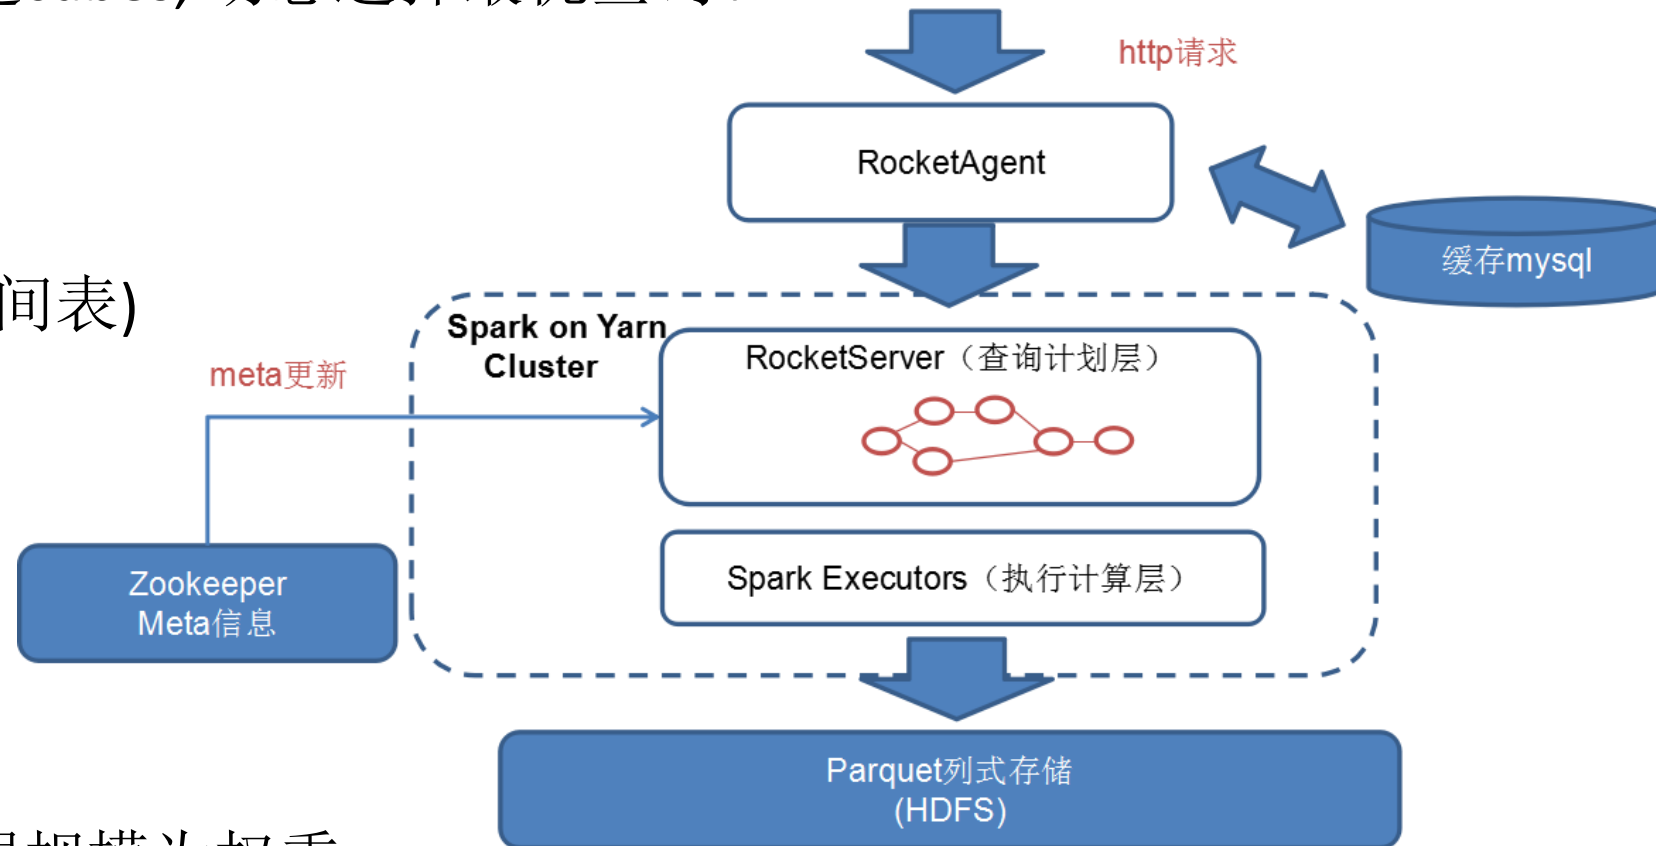 http请求
RocketAgent
缓存mysql
间表)
Spark on Yarn
Cluster
RocketServer（查询计划层）
meta更新
Spark Executors（执行计算层）
Zookeeper
Meta信息
Parquet列式存储
(HDFS)